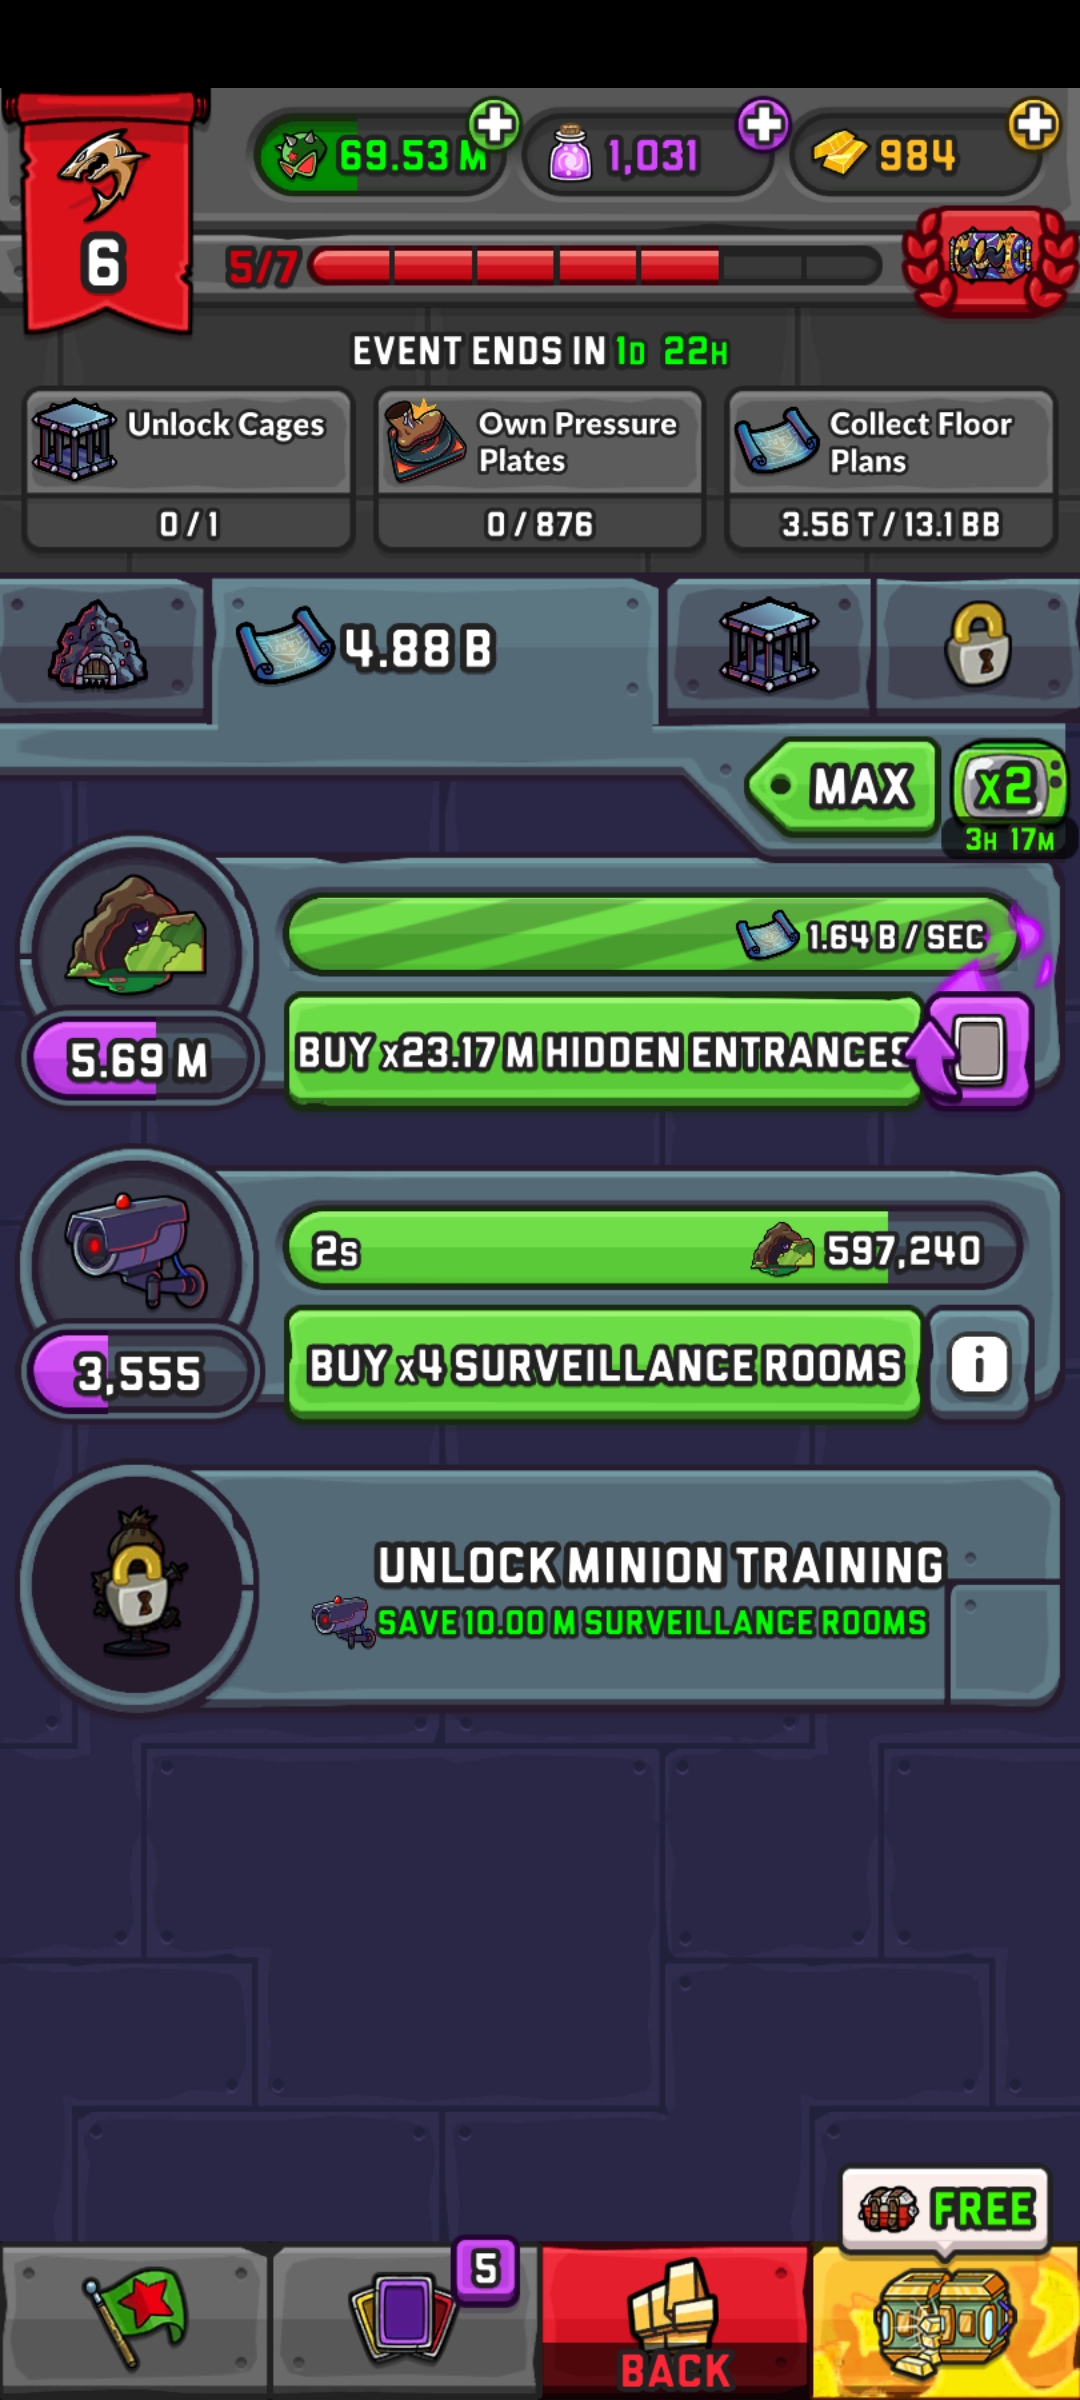 69.53 M
1,031
984
6
5/7
EVENT ENDS IN 1D 22H
Unlock Cages
0 / 1
Own Pressure
Plates
0 / 876
Collect Floor
Plans
3.56 T / 13.1 BB
4.88 B
MAX
x2
3H 17M
1.64 B / SEC
5.69 M
BUY x23.17 M HIDDEN ENTRANCES
2S
597,240
3,555
BUY x4 SURVEILLANCE ROOMS
i
UNLOCK MINION TRAINING
SAVE 10.00 M SURVEILLANCE ROOMS
FREE
5
BACK